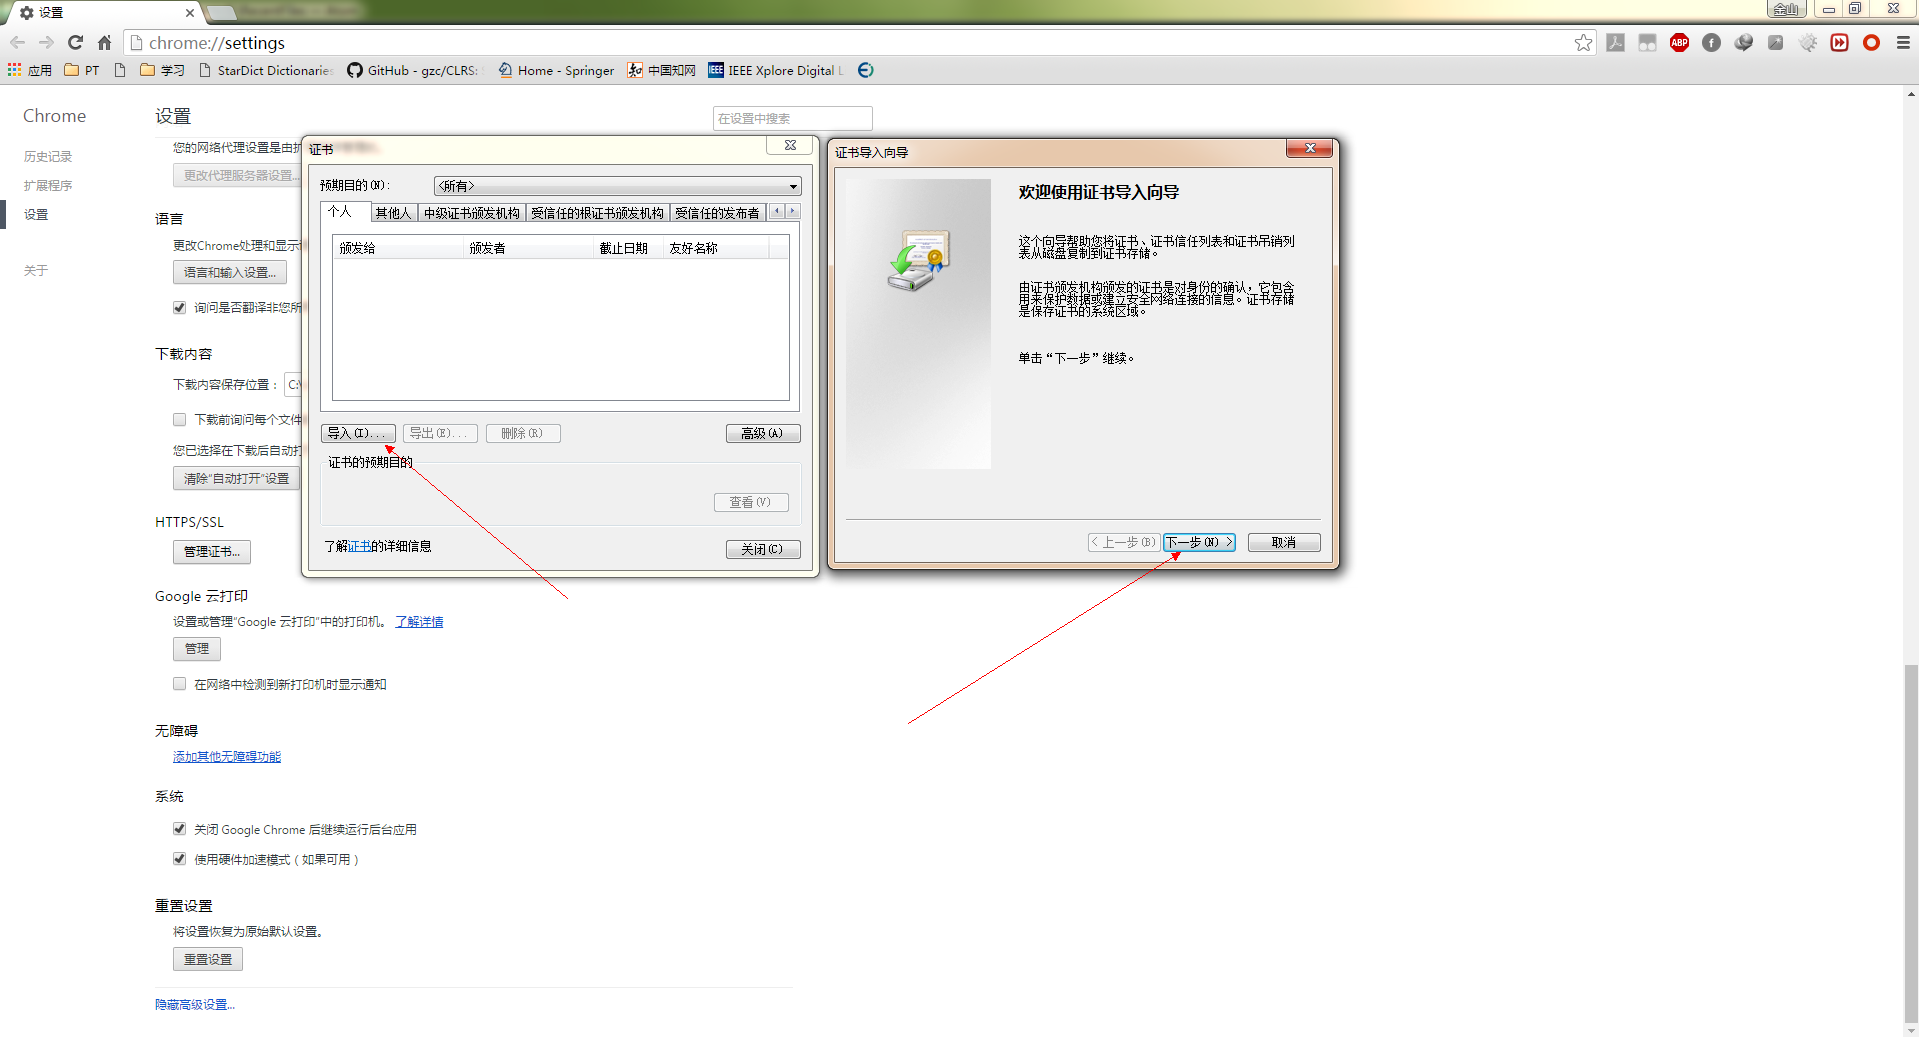 设置
金山
chrome://settings
ABP
应用
PT
学习
StarDict Dictionaries
GitHub - gzc/CLRS:
Home - Springer
中国知网
IEEE Xplore Digital L
Chrome
历史记录
扩展程序
设置
关于
设置
在设置中搜索
您的网络代理设置是由扩
更改代理服务器设置...
语言
更改Chrome处理和显示
语言和输入设置...
询问是否翻译非您所
下载内容
下载内容保存位置：
C:\
下载前询问每个文件
您已选择在下载后自动打
清除"自动打开"设置
HTTPS/SSL
管理证书...
Google 云打印
设置或管理"Google 云打印"中的打印机。 了解详情
管理
在网络中检测到新打印机时显示通知
无障碍
添加其他无障碍功能
系统
关闭 Google Chrome 后继续运行后台应用
使用硬件加速模式（如果可用）
重置设置
将设置恢复为原始默认设置。
重置设置
隐藏高级设置...
证书
预期目的(N):
<所有>
个人
其他人
中级证书颁发机构
受信任的根证书颁发机构
受信任的发布者
颁发给
颁发者
截止日期
友好名称
导入(I)...
导出(E)...
删除(R)
高级(A)
证书的预期目的
查看(V)
了解证书的详细信息
关闭(C)
证书导入向导
欢迎使用证书导入向导
这个向导帮助您将证书、证书信任列表和证书吊销列
表从磁盘复制到证书存储。
由证书颁发机构颁发的证书是对身份的确认，它包含
用来保护数据或建立安全网络连接的信息。证书存储
是保存证书的系统区域。
单击“下一步”继续。
< 上一步(B)
下一步(N) >
取消